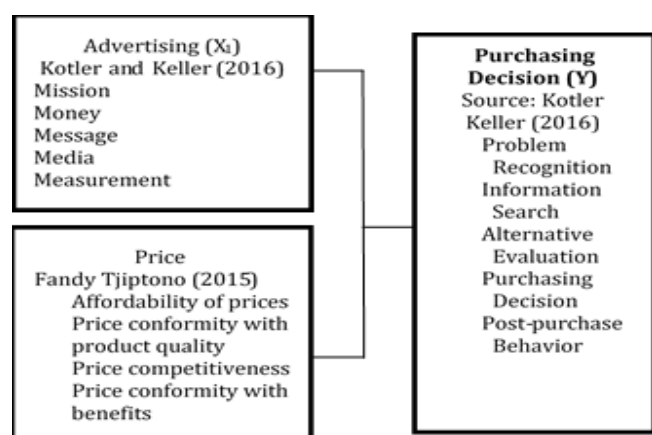 Advertising (X₁)
Kotler and Keller (2016)
Mission
Money
Message
Media
Measurement
Price
Fandy Tjiptono (2015)
Affordability of prices
Price conformity with
product quality
Price competitiveness
Price conformity with
benefits
Purchasing
Decision (Y)
Source: Kotler
Keller (2016)
Problem
Recognition
Information
Search
Alternative
Evaluation
Purchasing
Decision
Post-purchase
Behavior